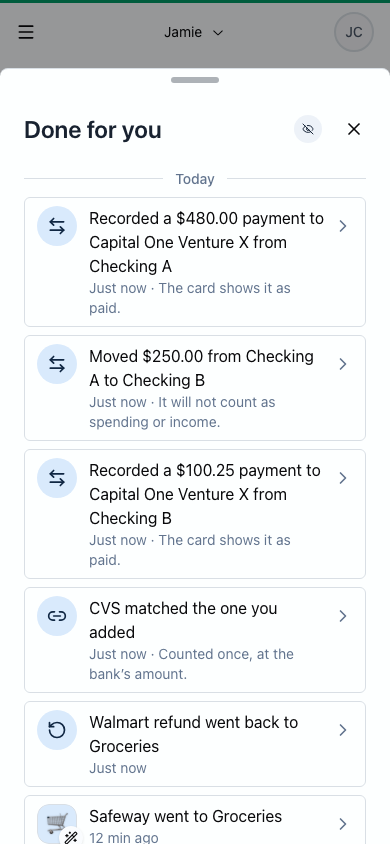 Jamie
JC
Done for you
Today
Recorded a $480.00 payment to
Capital One Venture X from
Checking A
Just now · The card shows it as
paid.
Moved $250.00 from Checking
A to Checking B
Just now · It will not count as
spending or income.
Recorded a $100.25 payment to
Capital One Venture X from
Checking B
Just now · The card shows it as
paid.
CVS matched the one you
added
Just now · Counted once, at the
bank's amount.
Walmart refund went back to
Groceries
Just now
Safeway went to Groceries
12 min ago